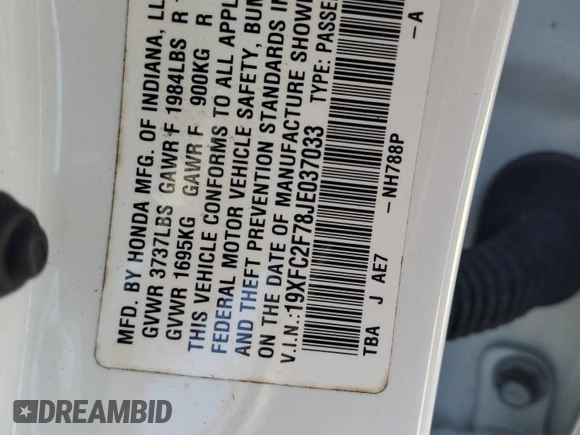 MFD. BY HONDA MFG. OF INDIANA, LL
GVWR 3737LBS GAWR F 1984LBS R
GVWR 1695KG GAWR F 900KG R
THIS VEHICLE CONFORMS TO ALL APPL
FEDERAL MOTOR VEHICLE SAFETY, BUM
AND THEFT PREVENTION STANDARDS IN
ON THE DATE OF MANUFACTURE SHOWN
V.I.N.:19XFC2F78JE037033 TYPE: PASSE
TBA J AE7 -NH788P -A
DREAMBID